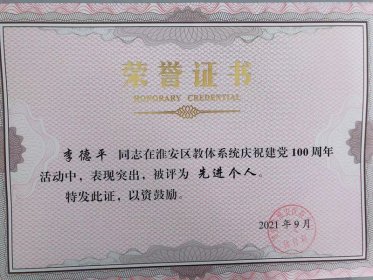 荣誉证书
HONORARY CREDENTIAL
李德平 同志在淮安区教体系统庆祝建党100周年
活动中，表现突出，被评为 先进个人。
特发此证，以资鼓励。
2021年9月